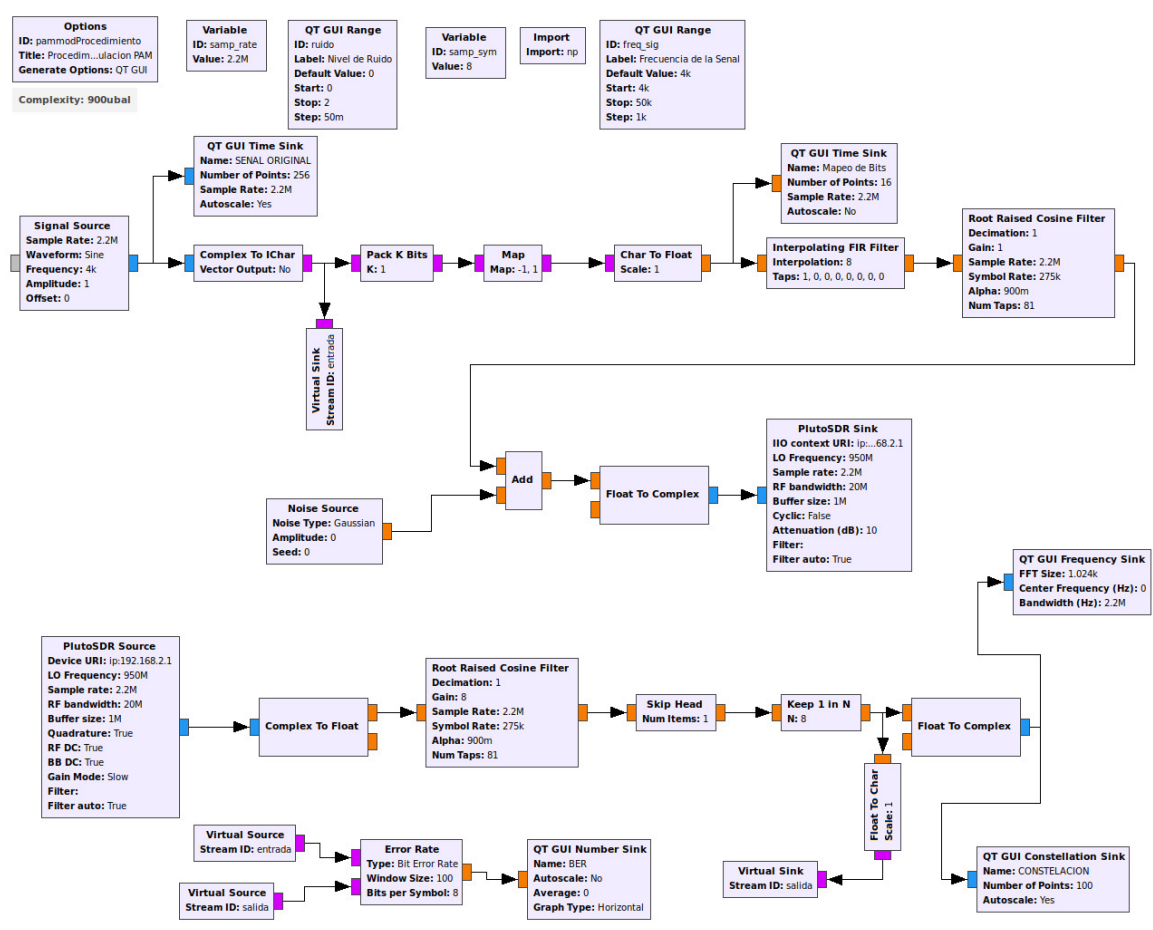 Options
ID: pammodProcedimiento
Title: Procedim...ulacion PAM
Generate Options: QT GUI
Complexity: 900ubal
Variable
ID: samp_rate
Value: 2.2M
QT GUI Range
ID: ruido
Label: Nivel de Ruido
Default Value: 0
Start: 0
Stop: 2
Step: 50m
Variable
ID: samp_sym
Value: 8
Import
Import: np
QT GUI Range
ID: freq_sig
Label: Frecuencia de la Senal
Default Value: 4k
Start: 4k
Stop: 50k
Step: 1k
QT GUI Time Sink
Name: SENAL ORIGINAL
Number of Points: 256
Sample Rate: 2.2M
Autoscale: Yes
QT GUI Time Sink
Name: Mapeo de Bits
Number of Points: 16
Sample Rate: 2.2M
Autoscale: No
Signal Source
Sample Rate: 2.2M
Waveform: Sine
Frequency: 4k
Amplitude: 1
Offset: 0
Complex To IChar
Vector Output: No
Pack K Bits
K: 1
Map
Map: -1, 1
Char To Float
Scale: 1
Interpolating FIR Filter
Interpolation: 8
Taps: 1, 0, 0, 0, 0, 0, 0, 0
Root Raised Cosine Filter
Decimation: 1
Gain: 1
Sample Rate: 2.2M
Symbol Rate: 275k
Alpha: 900m
Num Taps: 81
Virtual Sink
Stream ID: entrada
Noise Source
Noise Type: Gaussian
Amplitude: 0
Seed: 0
Add
Float To Complex
PlutoSDR Sink
IIO context URI: ip:...68.2.1
LO Frequency: 950M
Sample rate: 2.2M
RF bandwidth: 20M
Buffer size: 1M
Cyclic: False
Attenuation (dB): 10
Filter:
Filter auto: True
QT GUI Frequency Sink
FFT Size: 1.024k
Center Frequency (Hz): 0
Bandwidth (Hz): 2.2M
PlutoSDR Source
Device URI: ip:192.168.2.1
LO Frequency: 950M
Sample rate: 2.2M
RF bandwidth: 20M
Buffer size: 1M
Quadrature: True
RF DC: True
BB DC: True
Gain Mode: Slow
Filter:
Filter auto: True
Complex To Float
Root Raised Cosine Filter
Decimation: 1
Gain: 8
Sample Rate: 2.2M
Symbol Rate: 275k
Alpha: 900m
Num Taps: 81
Skip Head
Num Items: 1
Keep 1 in N
N: 8
Float To Complex
Float To Char
Scale: 1
Virtual Source
Stream ID: entrada
Virtual Source
Stream ID: salida
Error Rate
Type: Bit Error Rate
Window Size: 100
Bits per Symbol: 8
QT GUI Number Sink
Name: BER
Autoscale: No
Average: 0
Graph Type: Horizontal
Virtual Sink
Stream ID: salida
QT GUI Constellation Sink
Name: CONSTELACION
Number of Points: 100
Autoscale: Yes